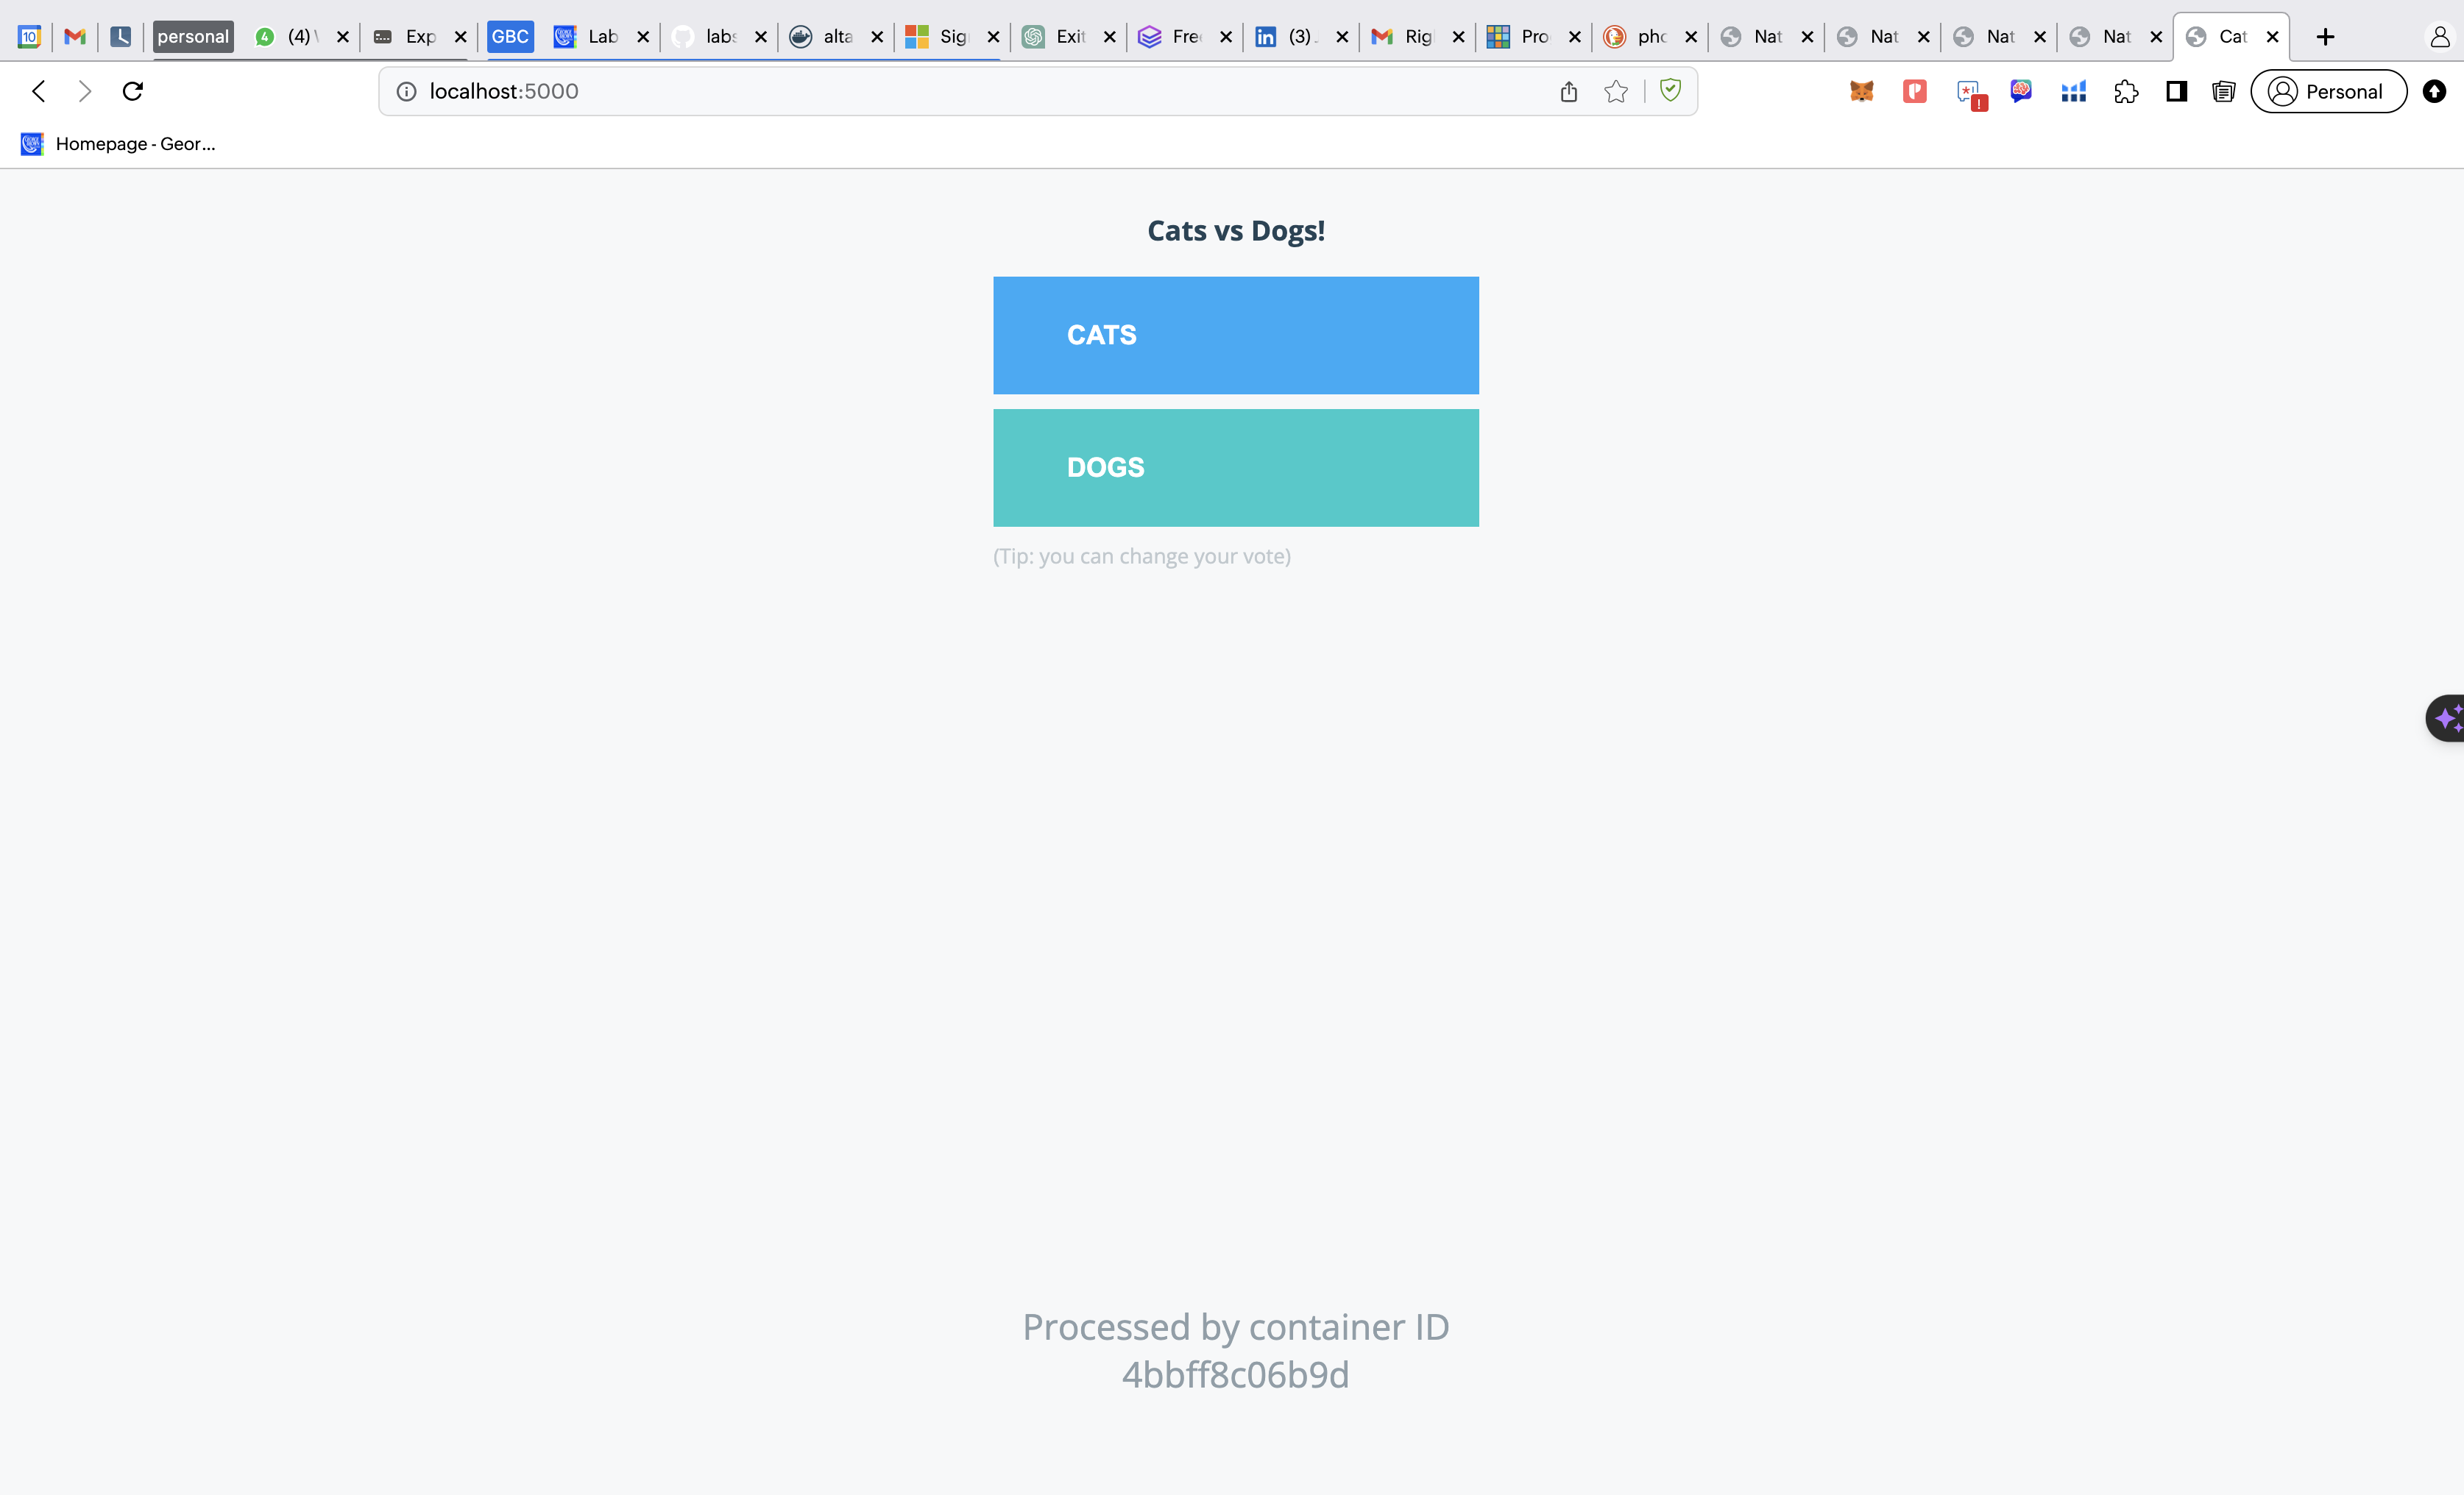 10
personal
4
(4)
Exp
GBC
Lab
labs
alta
Sig
Exit
Fre
in
(3)
Rig
Pro
pho
Nat
Nat
Nat
Nat
Cat
localhost:5000
Personal
Homepage - Geor...
Cats vs Dogs!
CATS
DOGS
(Tip: you can change your vote)
Processed by container ID
4bbff8c06b9d